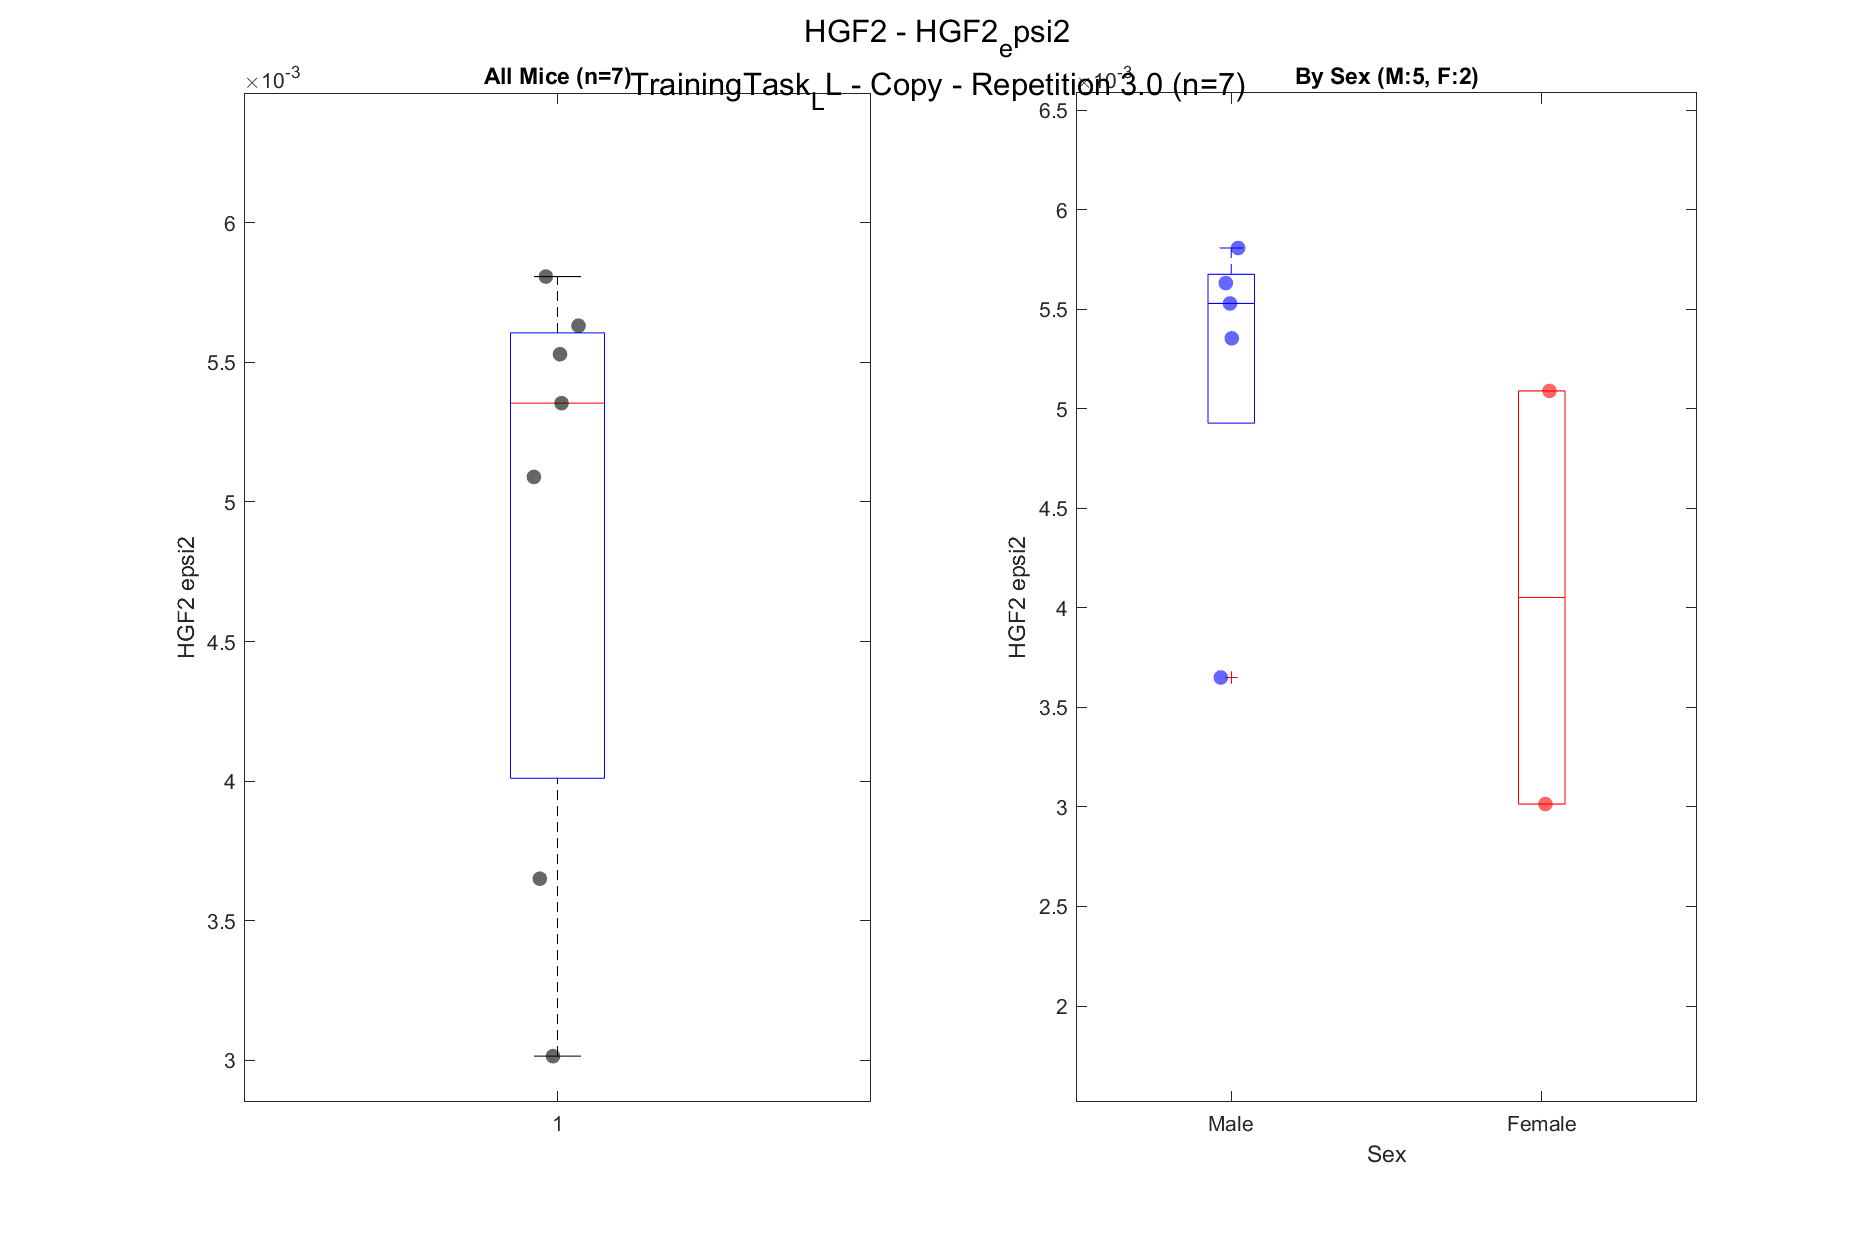 HGF2 - HGF2_epsi2
TrainingTask_LL - Copy - Repetition 3.0 (n=7)
All Mice (n=7)
×10^-3
6
5.5
5
4.5
4
3.5
3
HGF2 epsi2
1
By Sex (M:5, F:2)
×10^-3
6.5
6
5.5
5
4.5
4
3.5
3
2.5
2
HGF2 epsi2
Male Female
Sex